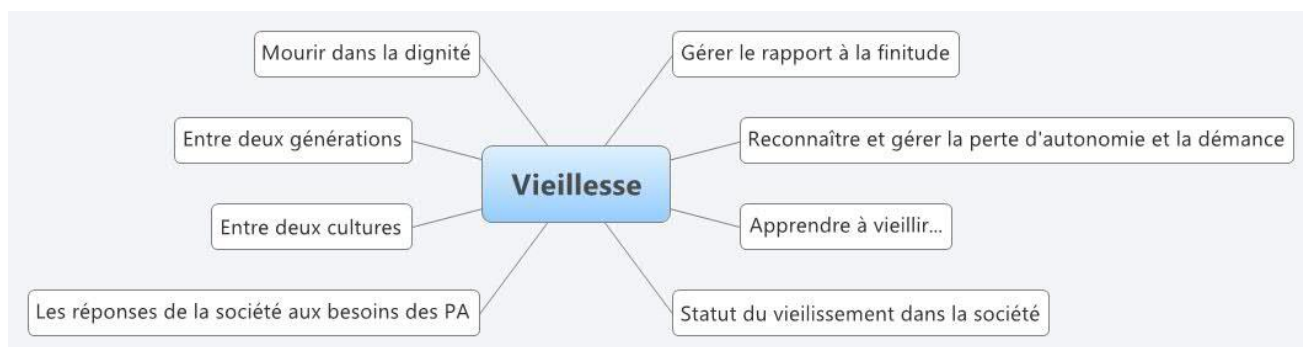 Mourir dans la dignité
Gérer le rapport à la finitude
Entre deux générations
Reconnaître et gérer la perte d'autonomie et la démance
Vieillesse
Entre deux cultures
Apprendre à vieillir...
Les réponses de la société aux besoins des PA
Statut du vieilissement dans la société